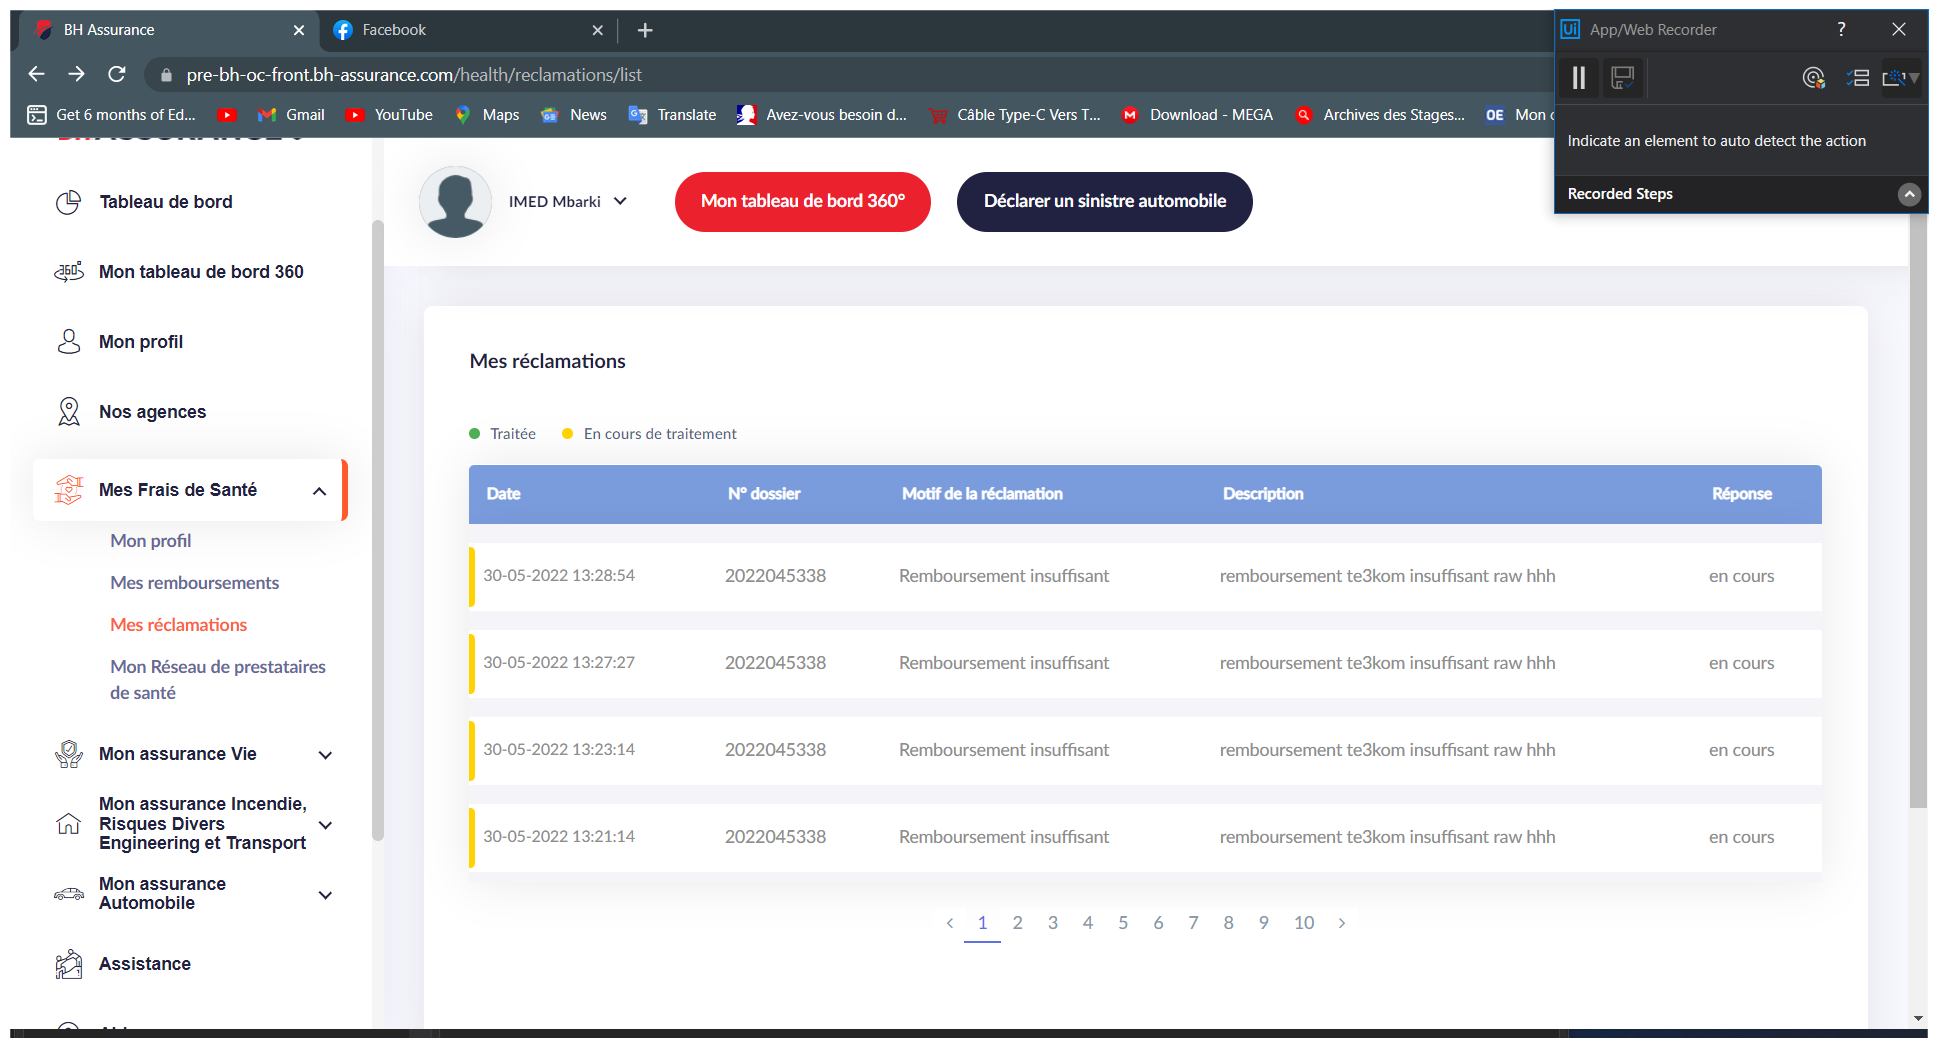 BH Assurance
Facebook
pre-bh-oc-front.bh-assurance.com/health/reclamations/list
Get 6 months of Ed...
Gmail
YouTube
Maps
News
Translate
Avez-vous besoin d...
Câble Type-C Vers T...
Download - MEGA
Archives des Stages...
OE
Mon
Ui App/Web Recorder ?
Indicate an element to auto detect the action
Recorded Steps
Tableau de bord
360°
Mon tableau de bord 360
Mon profil
Nos agences
Mes Frais de Santé
Mon profil
Mes remboursements
Mes réclamations
Mon Réseau de prestataires
de santé
Mon assurance Vie
Mon assurance Incendie,
Risques Divers
Engineering et Transport
Mon assurance
Automobile
Assistance
IMED Mbarki
Mon tableau de bord 360°
Déclarer un sinistre automobile
Mes réclamations
Traitée
En cours de traitement
Date N° dossier Motif de la réclamation Description Réponse
30-05-2022 13:28:54 2022045338 Remboursement insuffisant remboursement te3kom insuffisant raw hhh en cours
30-05-2022 13:27:27 2022045338 Remboursement insuffisant remboursement te3kom insuffisant raw hhh en cours
30-05-2022 13:23:14 2022045338 Remboursement insuffisant remboursement te3kom insuffisant raw hhh en cours
30-05-2022 13:21:14 2022045338 Remboursement insuffisant remboursement te3kom insuffisant raw hhh en cours
< 1 2 3 4 5 6 7 8 9 10 >